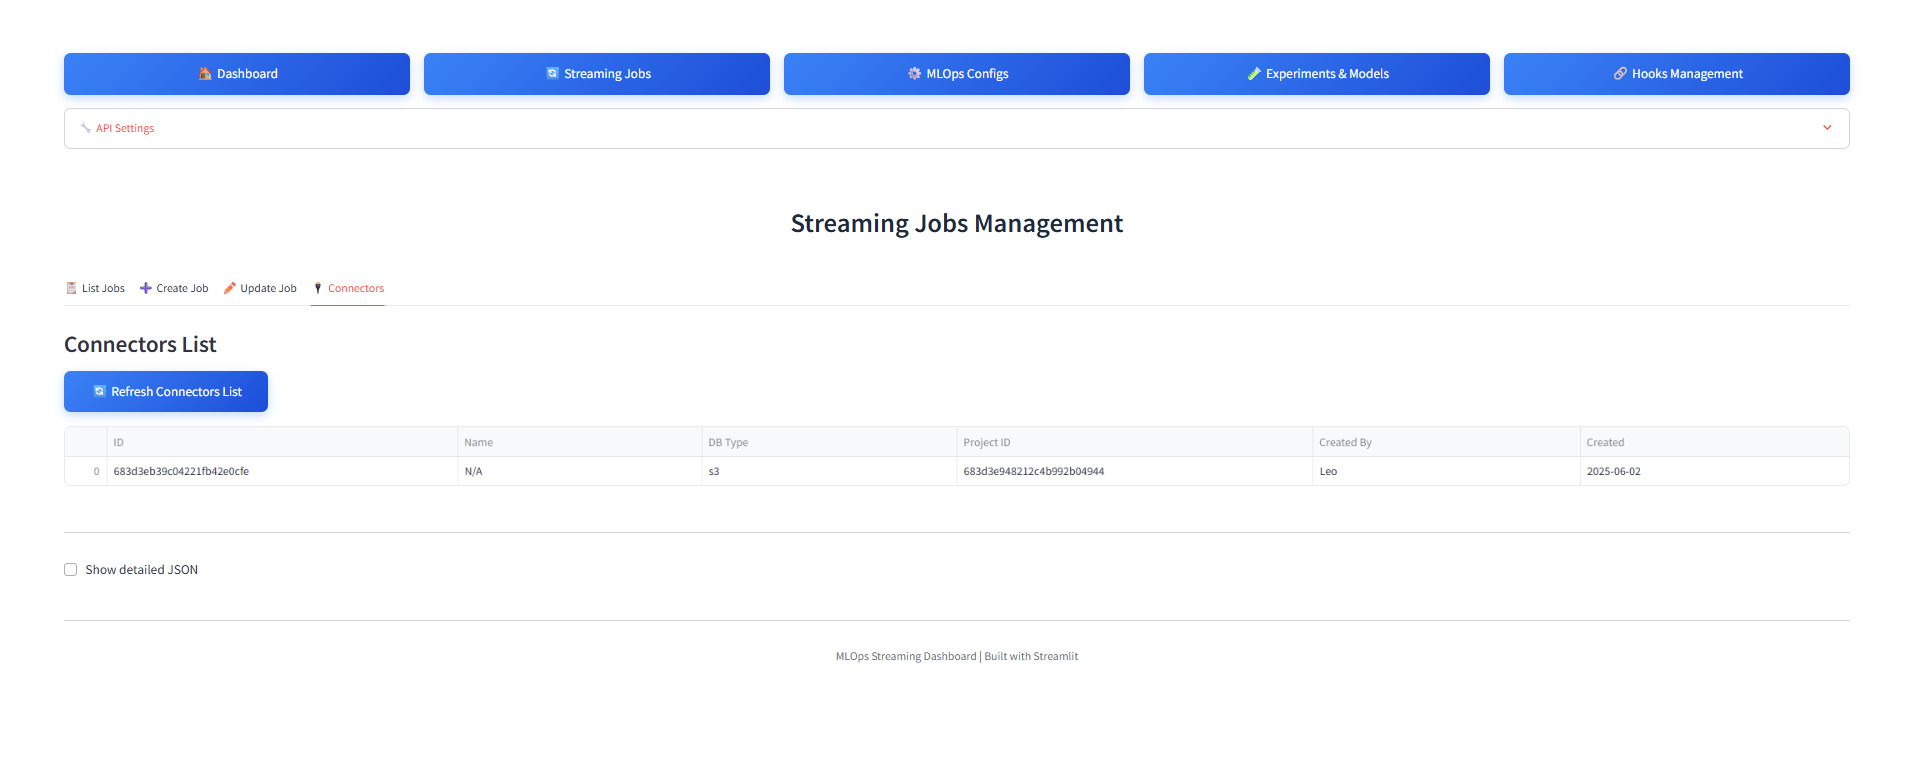 Dashboard
Streaming Jobs
MLOps Configs
Experiments & Models
Hooks Management
API Settings
Streaming Jobs Management
List Jobs
Create Job
Update Job
Connectors
Connectors List
Refresh Connectors List
ID Name DB Type Project ID Created By Created
0 683d3eb39c04221fb42e0cfe N/A s3 683d3e948212c4b992b04944 Leo 2025-06-02
Show detailed JSON
MLOps Streaming Dashboard | Built with Streamlit